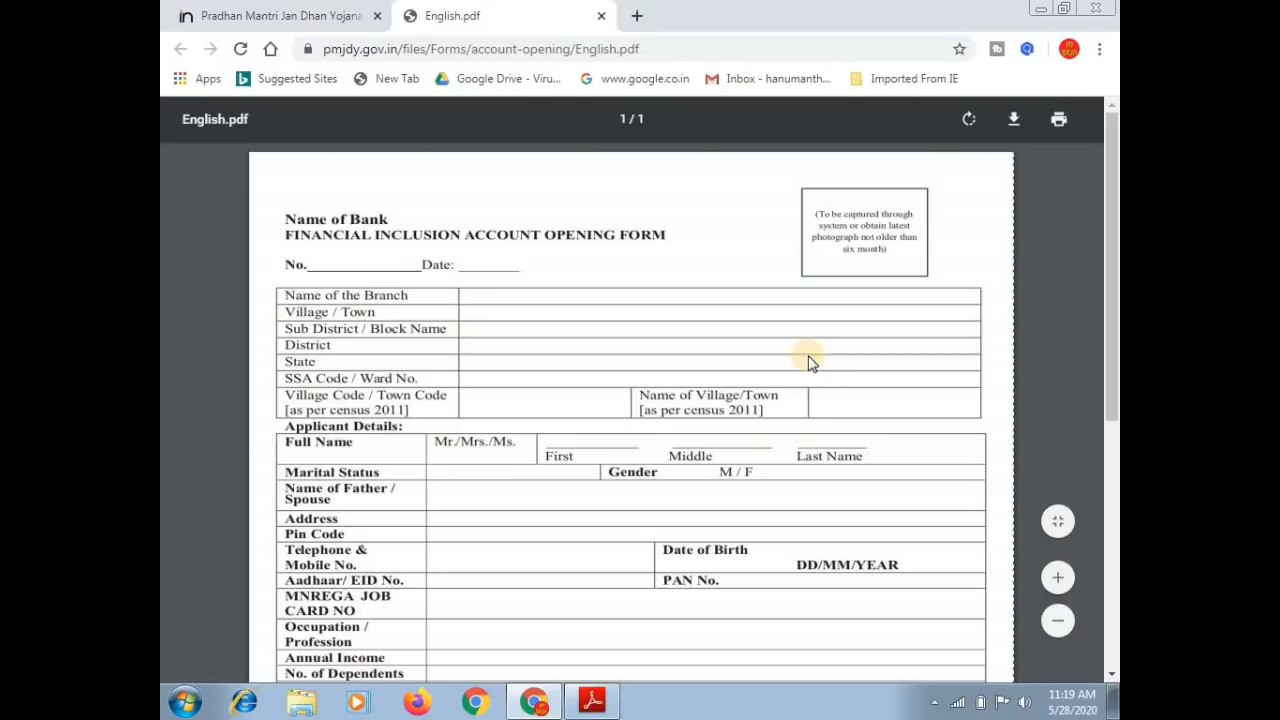 Pradhan Mantri Jan Dhan Yojana
English.pdf
pmjdy.gov.in/files/Forms/account-opening/English.pdf
Apps
Suggested Sites
New Tab
Google Drive - Viru...
www.google.co.in
Inbox - hanumanth...
Imported From IE
English.pdf
1 / 1
(To be captured through
system or obtain latest
photograph not older than
six month)
Name of Bank
FINANCIAL INCLUSION ACCOUNT OPENING FORM
No.______________Date: ________
Name of the Branch
Village / Town
Sub District / Block Name
District
State
SSA Code / Ward No.
Village Code / Town Code Name of Village/Town
[as per census 2011] [as per census 2011]
Applicant Details:
Full Name Mr./Mrs./Ms.
First Middle Last Name
Marital Status Gender M / F
Name of Father /
Spouse
Address
Pin Code
Telephone & Date of Birth
Mobile No. DD/MM/YEAR
Aadhaar/ EID No. PAN No.
MNREGA JOB
CARD NO
Occupation /
Profession
Annual Income
No. of Dependents
11:19 AM
5/28/2020